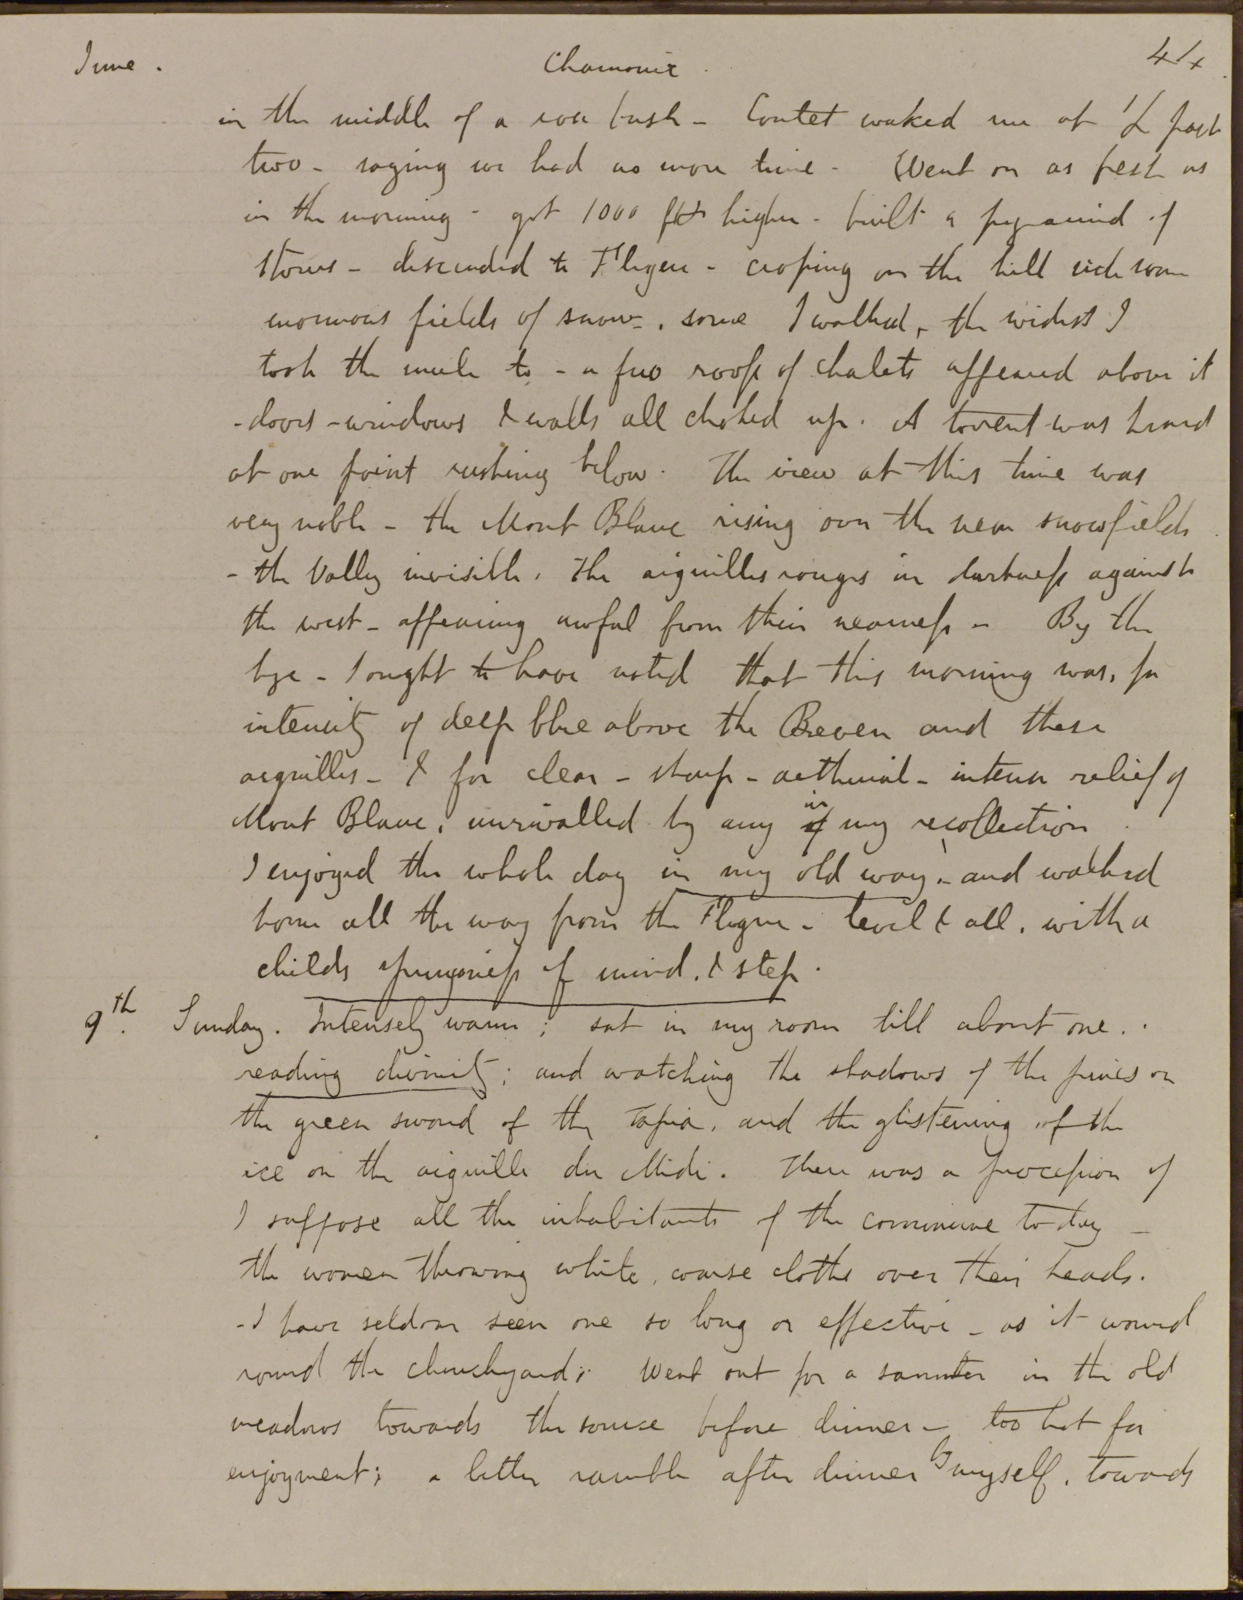 June. Chamonix. 44
in the middle of a rose bush - Coutet waked me at ½ past
two - saying we had no more time - Went on as fresh as
in the morning - got 1000 feet higher - built a pyramid of
stones - descended to Flegere - crossing on the hill side some
enormous fields of snow, some I walked, the widest I
took the mule to - a few roofs of chalets appeared above it
- doors - windows & walls all choked up. A torrent was heard
at one point rushing below. The view at this time was
very noble - the Mont Blanc rising over the near snowfields
- the valley invisible. The aiguilles rouges in darkness against
the west - appearing awful from their nearness - By the
bye - I ought to have noted that this morning was, for
intensity of deep blue above the Breven and these
aiguilles - & for clear - sharp - aetherial - intense relief of
Mont Blanc, unrivalled by any of in my recollection.
I enjoyed the whole day in my old way, - and walked
home all the way from the Flegere - level & all, with a
childs youngness of mind, & step.
9th. Sunday. Intensely warm; sat in my room till about one.
reading divinity; and watching the shadows of the pines on
the green sward of the Tapia, and the glistening of the
ice on the aiguille du Midi. There was a procession of
I suppose all the inhabitants of the commune today -
the women throwing white, coarse cloths over their heads.
- I have seldom seen one so long or effective - as it wound
round the churchyard; Went out for a saunter in the old
meadows towards the source before dinner - too hot for
enjoyment; a better ramble after dinner by myself, towards